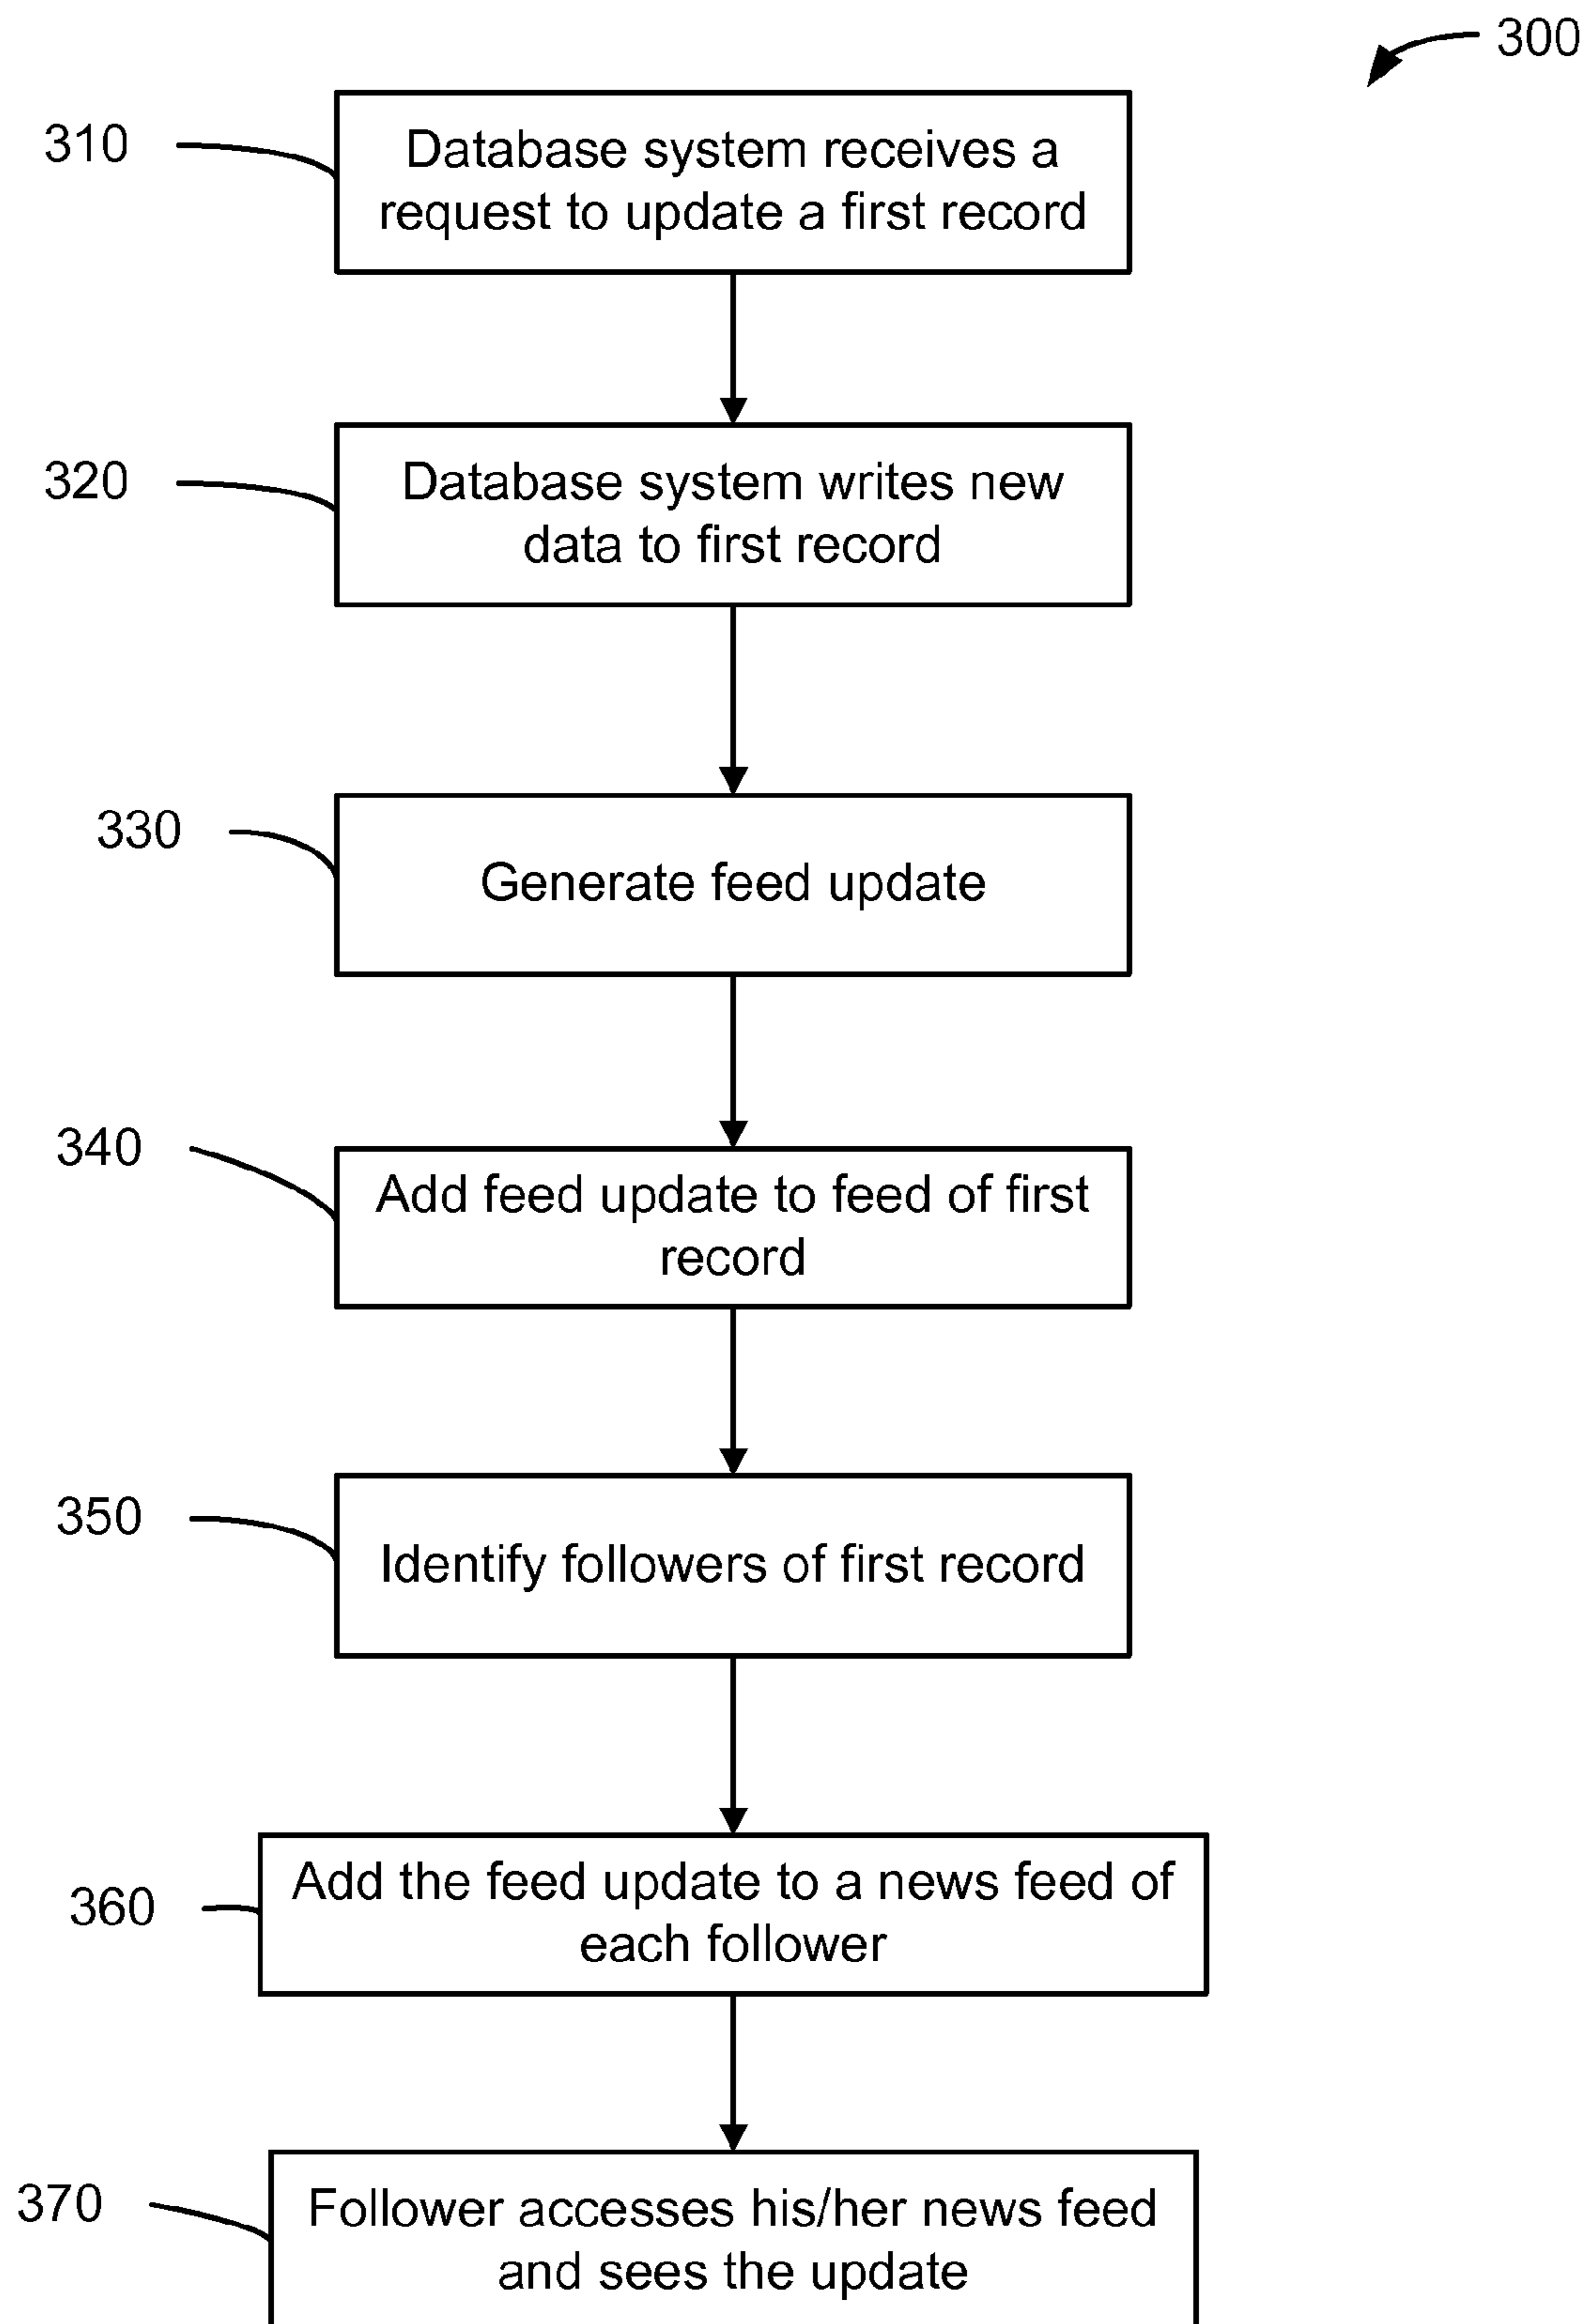 300
310
Database system receives a
request to update a first record
320
Database system writes new
data to first record
330
Generate feed update
340
Add feed update to feed of first
record
350
Identify followers of first record
360
Add the feed update to a news feed of
each follower
370
Follower accesses his/her news feed
and sees the update